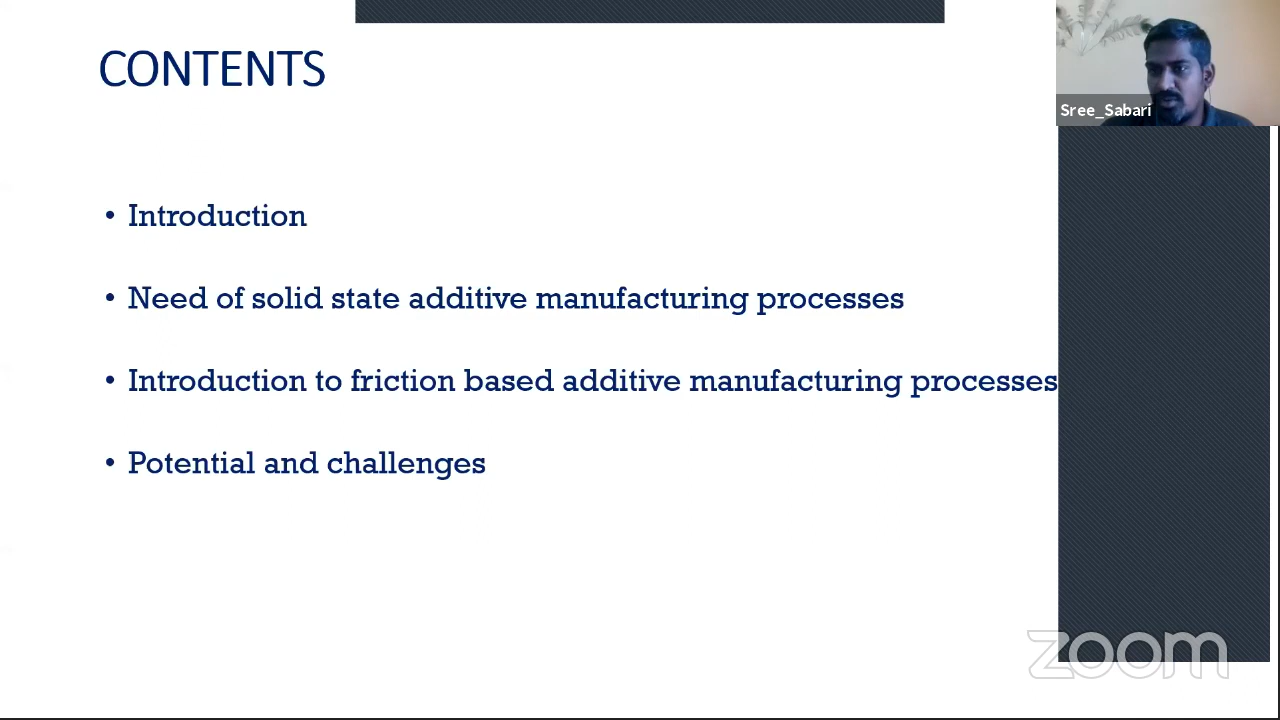 CONTENTS
Sree_Sabari
• Introduction
• Need of solid state additive manufacturing processes
• Introduction to friction based additive manufacturing processes
• Potential and challenges
zoom